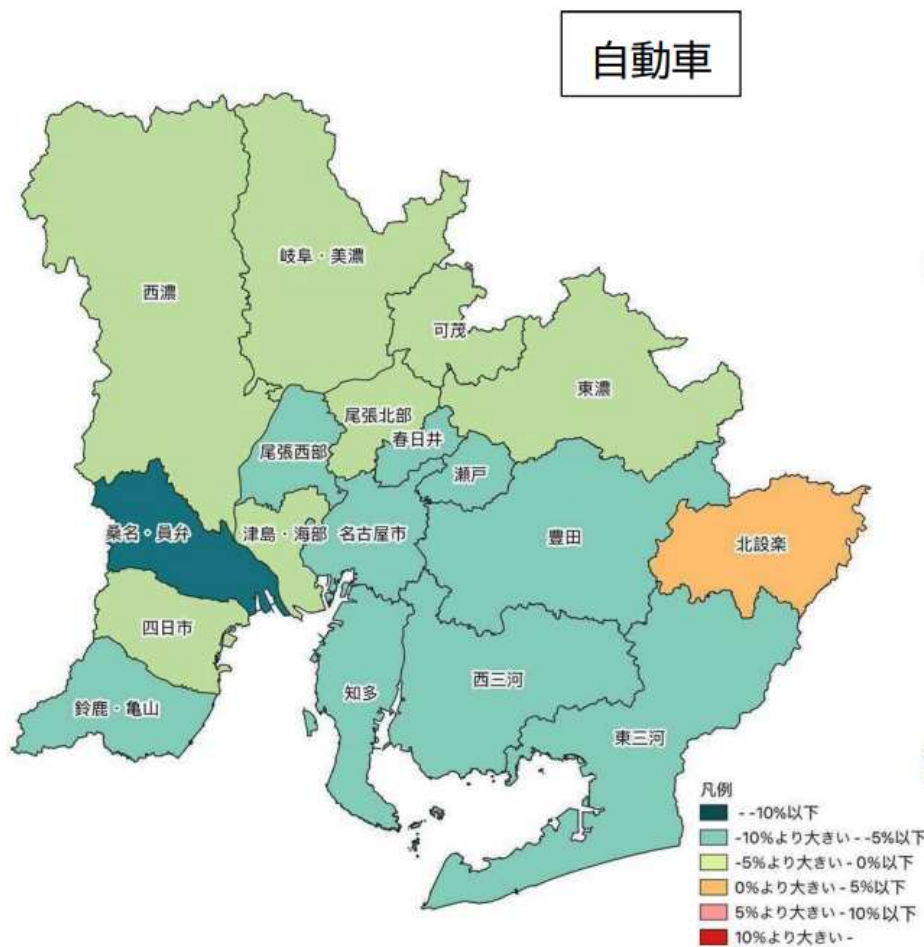 自動車
岐阜・美濃
西濃
可茂
東濃
尾張北部
春日井
尾張西部
瀬戸
桑名・員弁
津島・海部
名古屋市
豊田
北設楽
四日市
西三河
知多
鈴鹿・亀山
東三河
凡例
- -10%以下
-10%より大きい - -5%以下
-5%より大きい - 0%以下
0%より大きい - 5%以下
5%より大きい - 10%以下
10%より大きい -